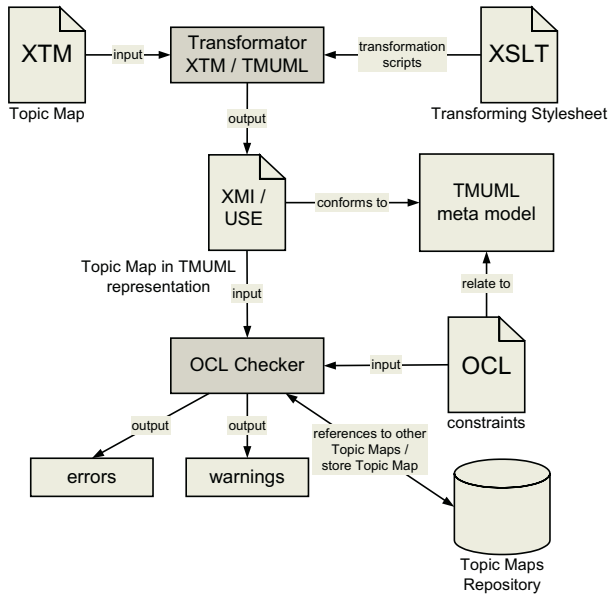 XTM
input
Transformator
XTM / TMUML
transformation
scripts
XSLT
Topic Map
Transforming Stylesheet
output
XMI /
USE
conforms to
TMUML
meta model
Topic Map in TMUML
representation
input
relate to
OCL Checker
input
OCL
constraints
output
output
references to other
Topic Maps /
store Topic Map
errors
warnings
Topic Maps
Repository